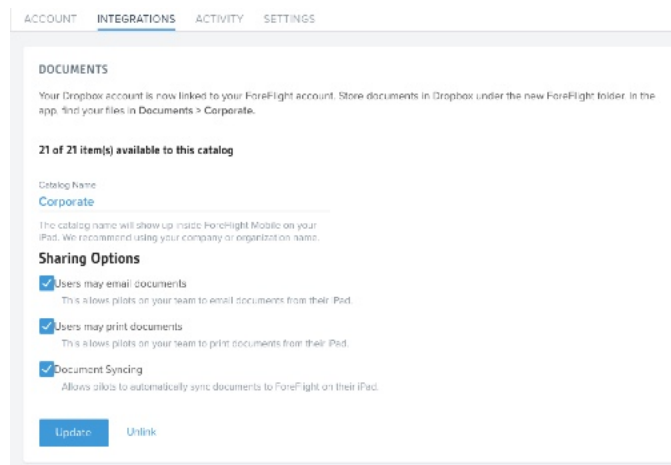 ACCOUNT INTEGRATIONS ACTIVITY SETTINGS
DOCUMENTS
Your Dropbox account is now linked to your ForeFlight account. Store documents in Dropbox under the new ForeFlight folder. In the
app, find your files in Documents > Corporate.
21 of 21 item(s) available to this catalog
Catalog Name
Corporate
The catalog name will show up inside ForeFlight Mobile on your
iPad. We recommend using your company or organization name.
Sharing Options
Users may email documents
This allows pilots on your team to email documents from their iPad.
Users may print documents
This allows pilots on your team to print documents from their iPad.
Document Syncing
Allows pilots to automatically sync documents to ForeFlight on their iPad.
Update Unlink